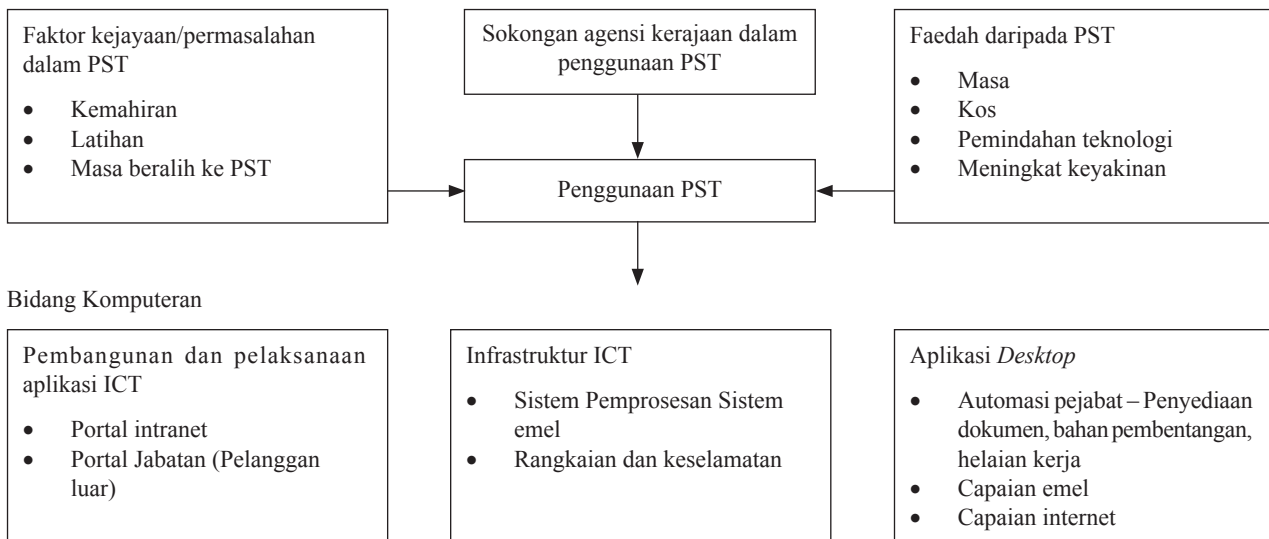 Faktor kejayaan/permasalahan
dalam PST
• Kemahiran
• Latihan
• Masa beralih ke PST
Sokongan agensi kerajaan dalam
penggunaan PST
Faedah daripada PST
• Masa
• Kos
• Pemindahan teknologi
• Meningkat keyakinan
Penggunaan PST
Bidang Komputeran
Pembangunan dan pelaksanaan
aplikasi ICT
• Portal intranet
• Portal Jabatan (Pelanggan
luar)
Infrastruktur ICT
• Sistem Pemprosesan Sistem
emel
• Rangkaian dan keselamatan
Aplikasi Desktop
• Automasi pejabat – Penyediaan
dokumen, bahan pembentangan,
helaian kerja
• Capaian emel
• Capaian internet